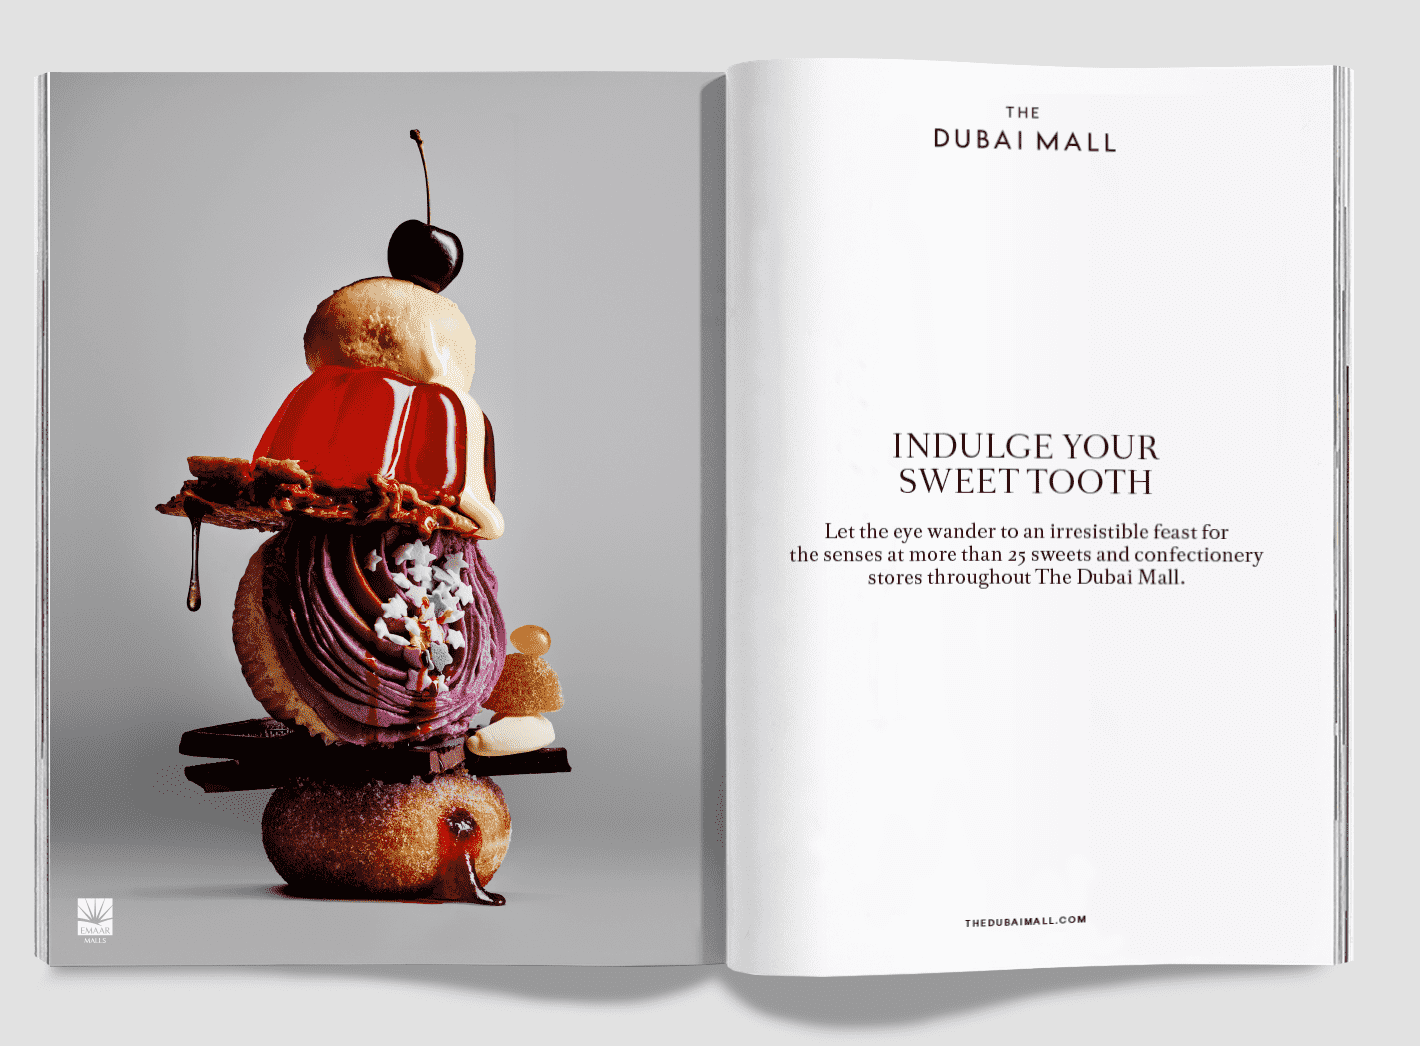 EMAAR
MALLS
THE
DUBAI MALL
INDULGE YOUR
SWEET TOOTH
Let the eye wander to an irresistible feast for
the senses at more than 25 sweets and confectionery
stores throughout The Dubai Mall.
THEDUBAIMALL.COM